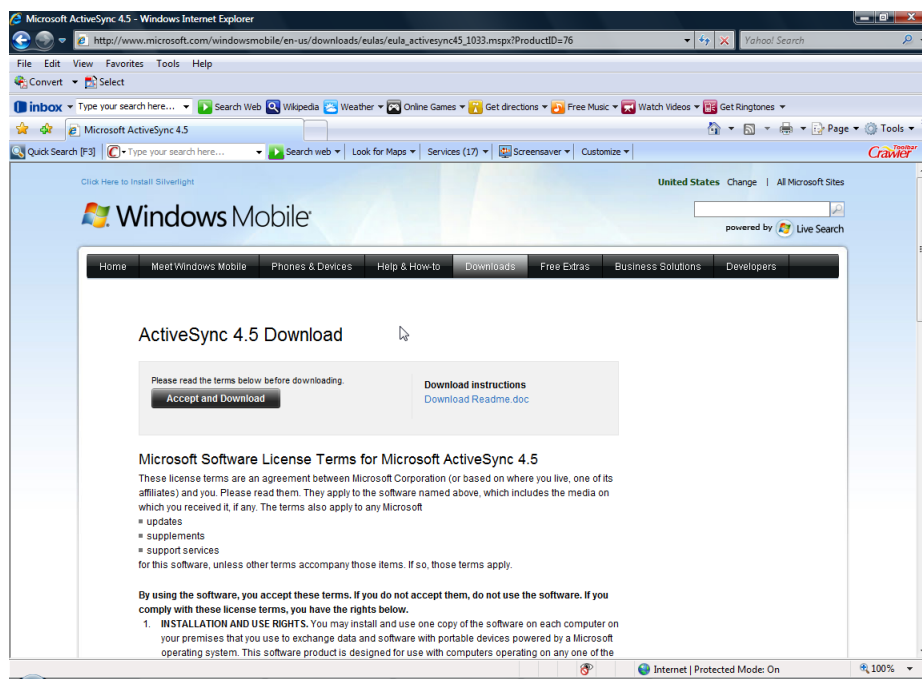 Microsoft ActiveSync 4.5 - Windows Internet Explorer
http://www.microsoft.com/windowsmobile/en-us/downloads/eulas/eula_activesync45_1033.mspx?ProductID=76
Yahoo! Search
File Edit View Favorites Tools Help
Convert Select
inbox Type your search here... Search Web Wikipedia Weather Online Games Get directions Free Music Watch Videos Get Ringtones
Microsoft ActiveSync 4.5 Page Tools
Quick Search [F3] Type your search here... Search web Look for Maps Services (17) Screensaver Customize Crawler Toolbar
Click Here to Install Silverlight United States Change | All Microsoft Sites
Windows Mobile
powered by Live Search
Home Meet Windows Mobile Phones & Devices Help & How-to Downloads Free Extras Business Solutions Developers
ActiveSync 4.5 Download
Please read the terms below before downloading.
Accept and Download
Download instructions
Download Readme.doc
Microsoft Software License Terms for Microsoft ActiveSync 4.5
These license terms are an agreement between Microsoft Corporation (or based on where you live, one of its
affiliates) and you. Please read them. They apply to the software named above, which includes the media on
which you received it, if any. The terms also apply to any Microsoft
updates
supplements
support services
for this software, unless other terms accompany those items. If so, those terms apply.
By using the software, you accept these terms. If you do not accept them, do not use the software. If you
comply with these license terms, you have the rights below.
1. INSTALLATION AND USE RIGHTS. You may install and use one copy of the software on each computer on
your premises that you use to exchange data and software with portable devices powered by a Microsoft
operating system. This software product is designed for use with computers operating on any one of the
Internet | Protected Mode: On 100%